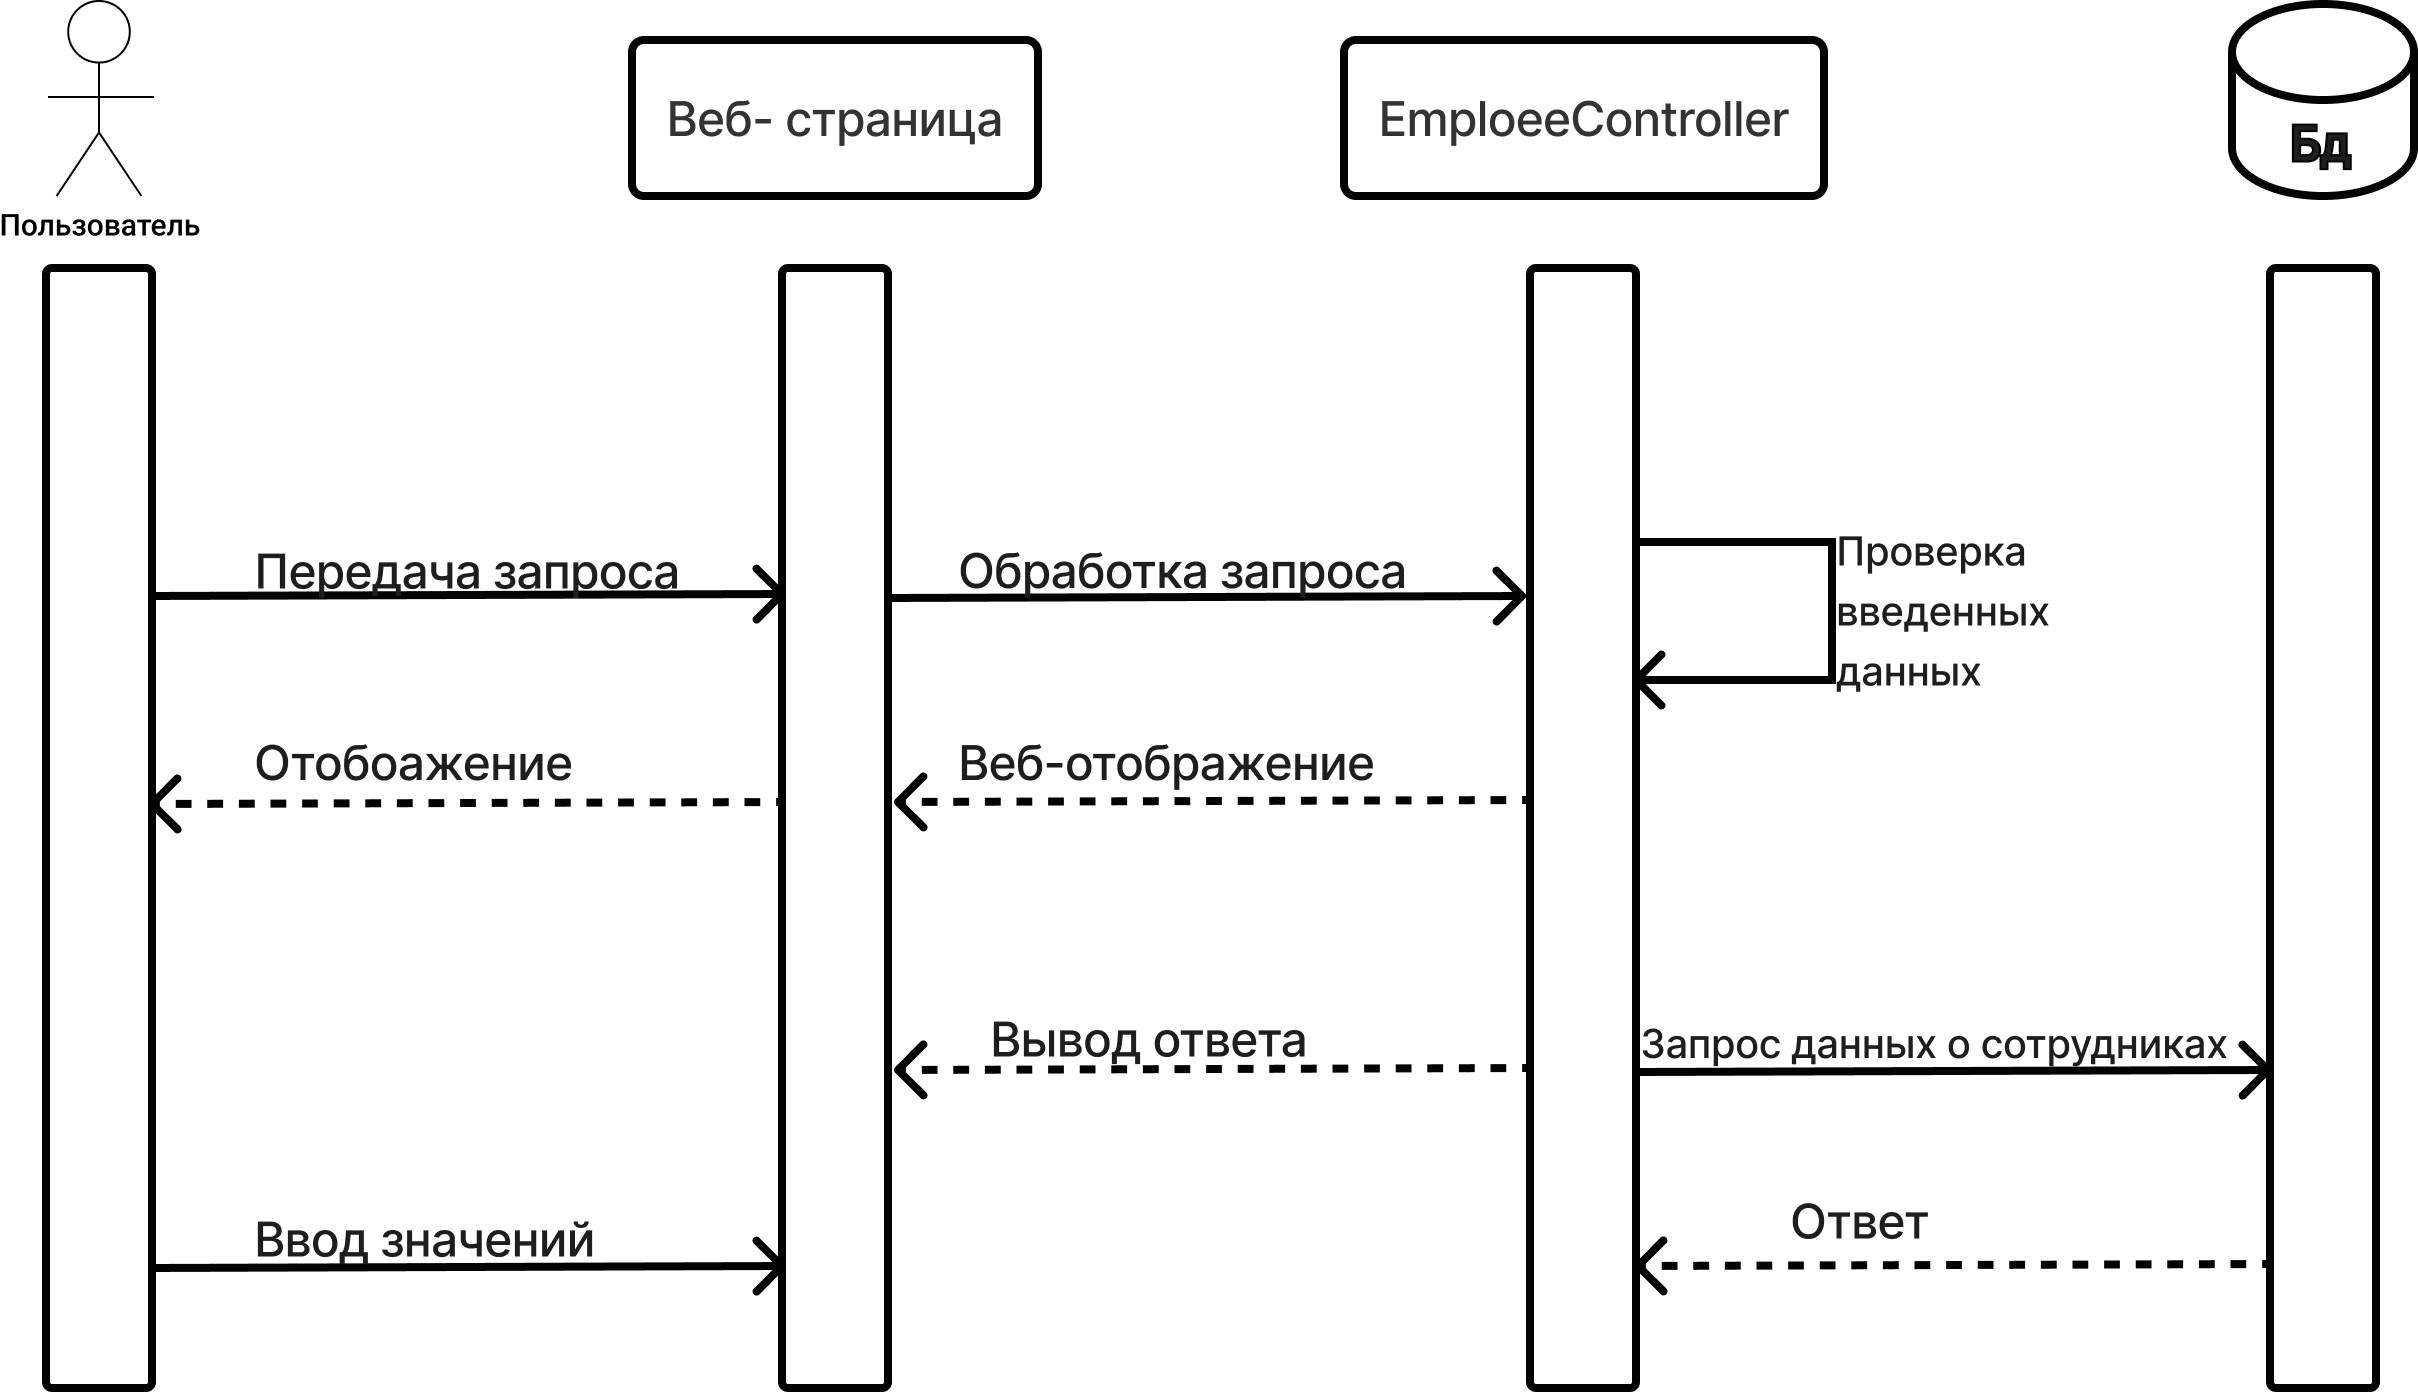 Пользователь
Веб- страница
EmploeeController
Бд
Передача запроса
Обработка запроса
Проверка
введенных
данных
Отобоажение
Веб-отображение
Вывод ответа
Запрос данных о сотрудниках
Ввод значений
Ответ